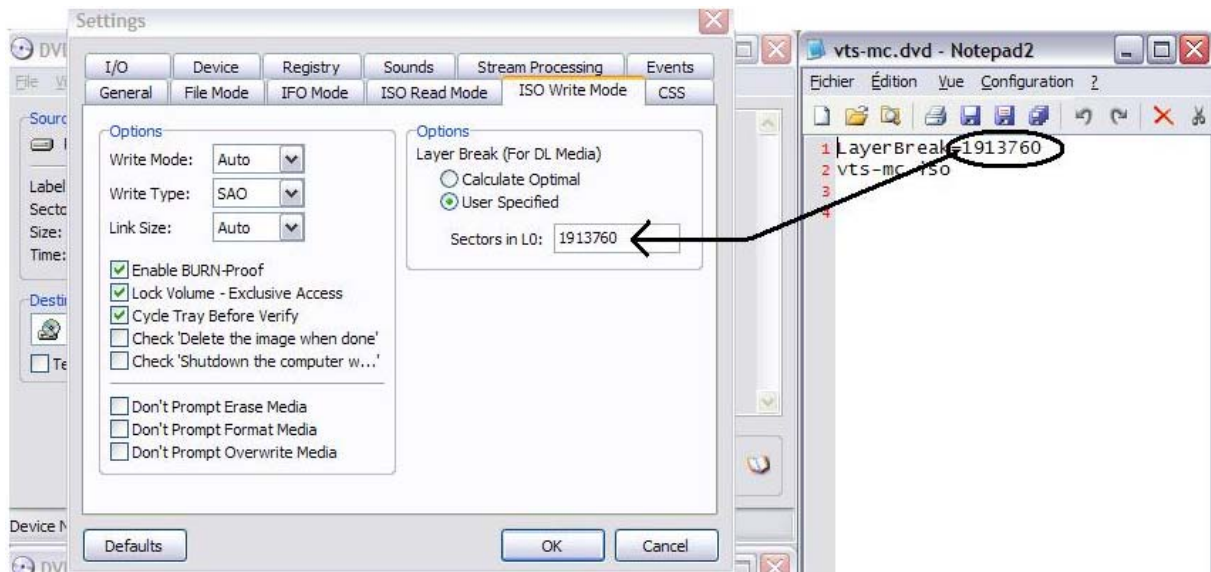 Settings
DVD
vts-mc.dvd - Notepad2
I/O Device Registry Sounds Stream Processing Events
General File Mode IFO Mode ISO Read Mode ISO Write Mode CSS
File
Fichier Édition Vue Configuration ?
Options
Write Mode: Auto
Write Type: SAO
Link Size: Auto
Enable BURN-Proof
Lock Volume - Exclusive Access
Cycle Tray Before Verify
Check 'Delete the image when done'
Check 'Shutdown the computer w...'
Don't Prompt Erase Media
Don't Prompt Format Media
Don't Prompt Overwrite Media
Options
Layer Break (For DL Media)
Calculate Optimal
User Specified
Sectors in L0: 1913760
Defaults OK Cancel
1 LayerBreak=1913760
2 vts-mc.iso
3
4
Label
Size:
Time: